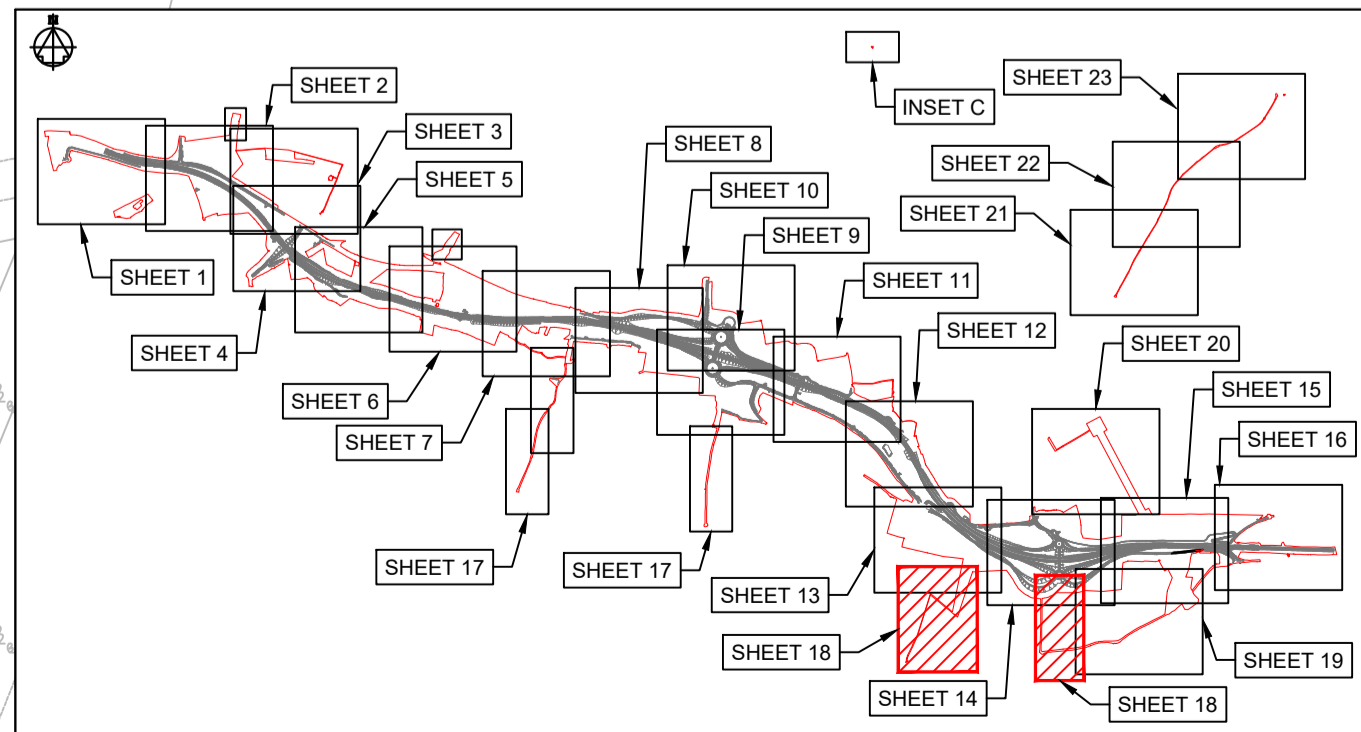 SHEET 2
SHEET 23
INSET C
SHEET 3
SHEET 8
SHEET 22
SHEET 5
SHEET 10
SHEET 21
SHEET 9
SHEET 1
SHEET 11
SHEET 12
SHEET 4
SHEET 20
SHEET 15
SHEET 6
SHEET 16
SHEET 7
SHEET 17
SHEET 17
SHEET 13
SHEET 18
SHEET 19
SHEET 14
SHEET 18